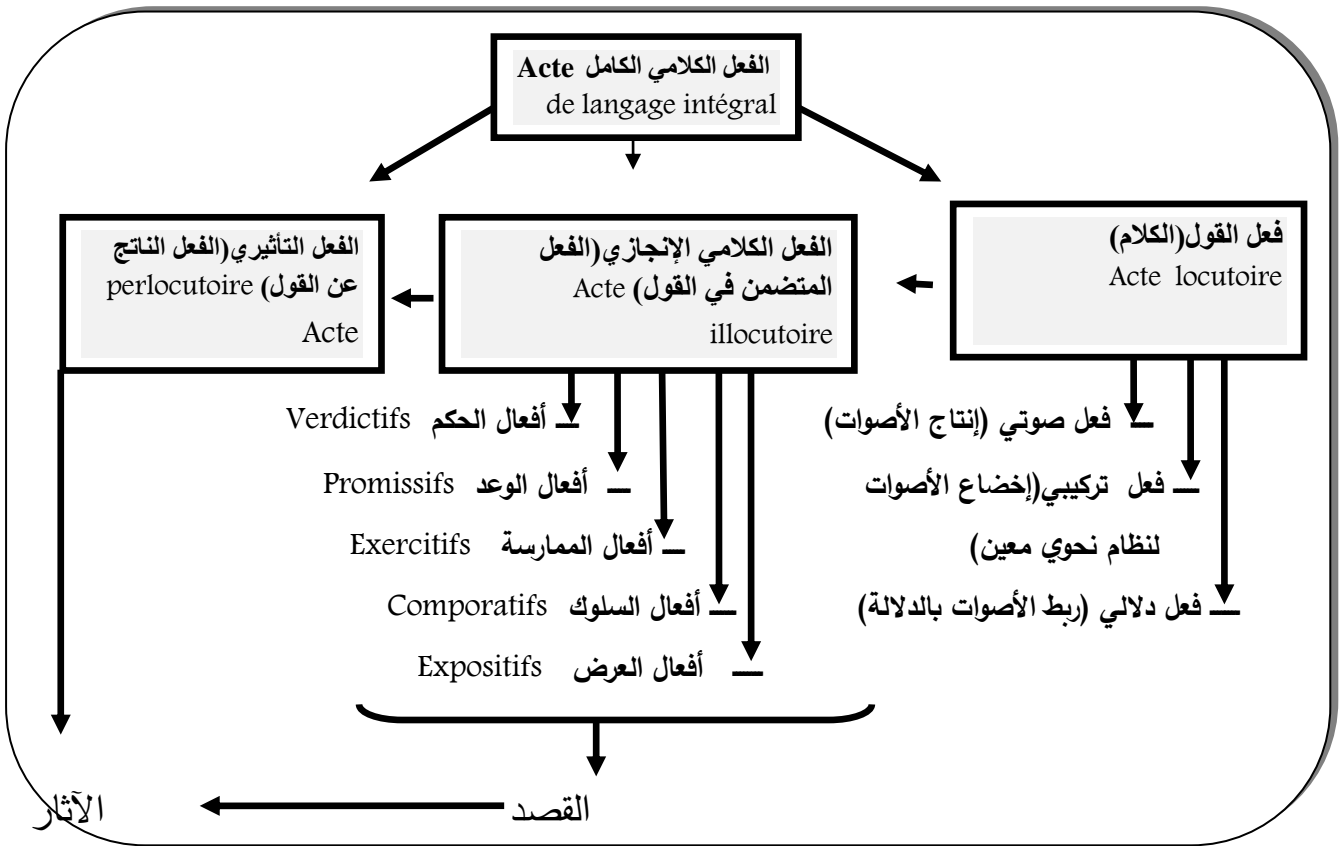 الفعل الكلامي الكامل Acte
de langage intégral
فعل القول(الكلام)
Acte locutoire
الفعل الكلامي الإنجازي(الفعل
المتضمن في القول) Acte
illocutoire
الفعل التأثيري(الفعل الناتج
عن القول) perlocutoire
Acte
فعل صوتي (إنتاج الأصوات)
فعل تركيبي(إخضاع الأصوات
لنظام نحوي معين)
فعل دلالي (ربط الأصوات بالدلالة)
أفعال الحكم Verdictifs
أفعال الوعد Promissifs
أفعال الممارسة Exercitifs
أفعال السلوك Comporatifs
أفعال العرض Expositifs
القصد
الآثار